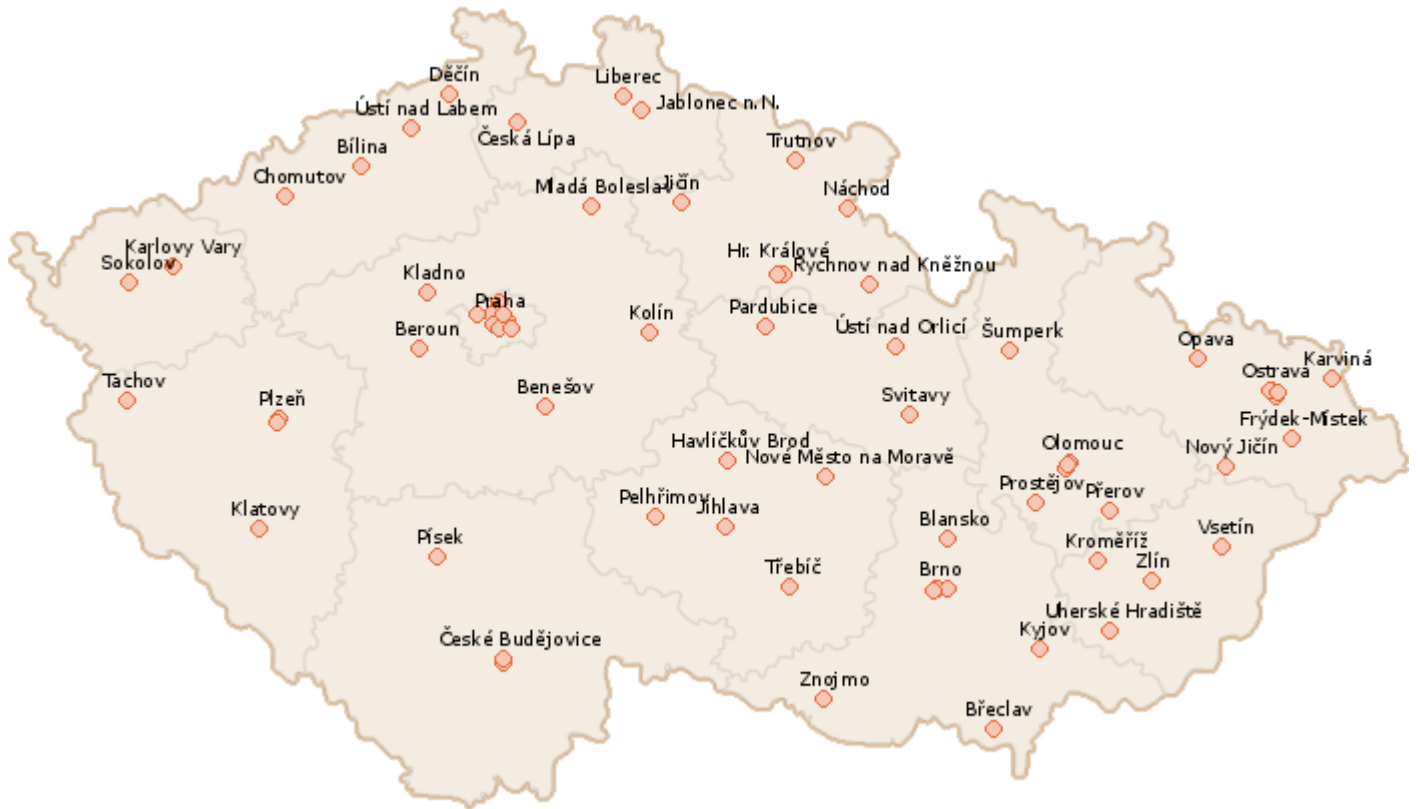 Děčín
Liberec
Jablonec n. N.
Ústí nad Labem
Česká Lípa
Trutnov
Bílina
Chomutov
Mladá Boleslav
Jičín
Náchod
Karlovy Vary
Sokolov
Kladno
Hr. Králové
Rychnov nad Kněžnou
Praha
Kolín
Pardubice
Beroun
Ústí nad Orlicí
Šumperk
Opava
Karviná
Tachov
Plzeň
Benešov
Svitavy
Ostrava
Frýdek-Místek
Havlíčkův Brod
Nové Město na Moravě
Olomouc
Nový Jičín
Klatovy
Pelhřimov
Jihlava
Prostějov
Přerov
Písek
Blansko
Vsetín
Kroměříž
Třebíč
Brno
Zlín
Uherské Hradiště
České Budějovice
Kyjov
Znojmo
Břeclav